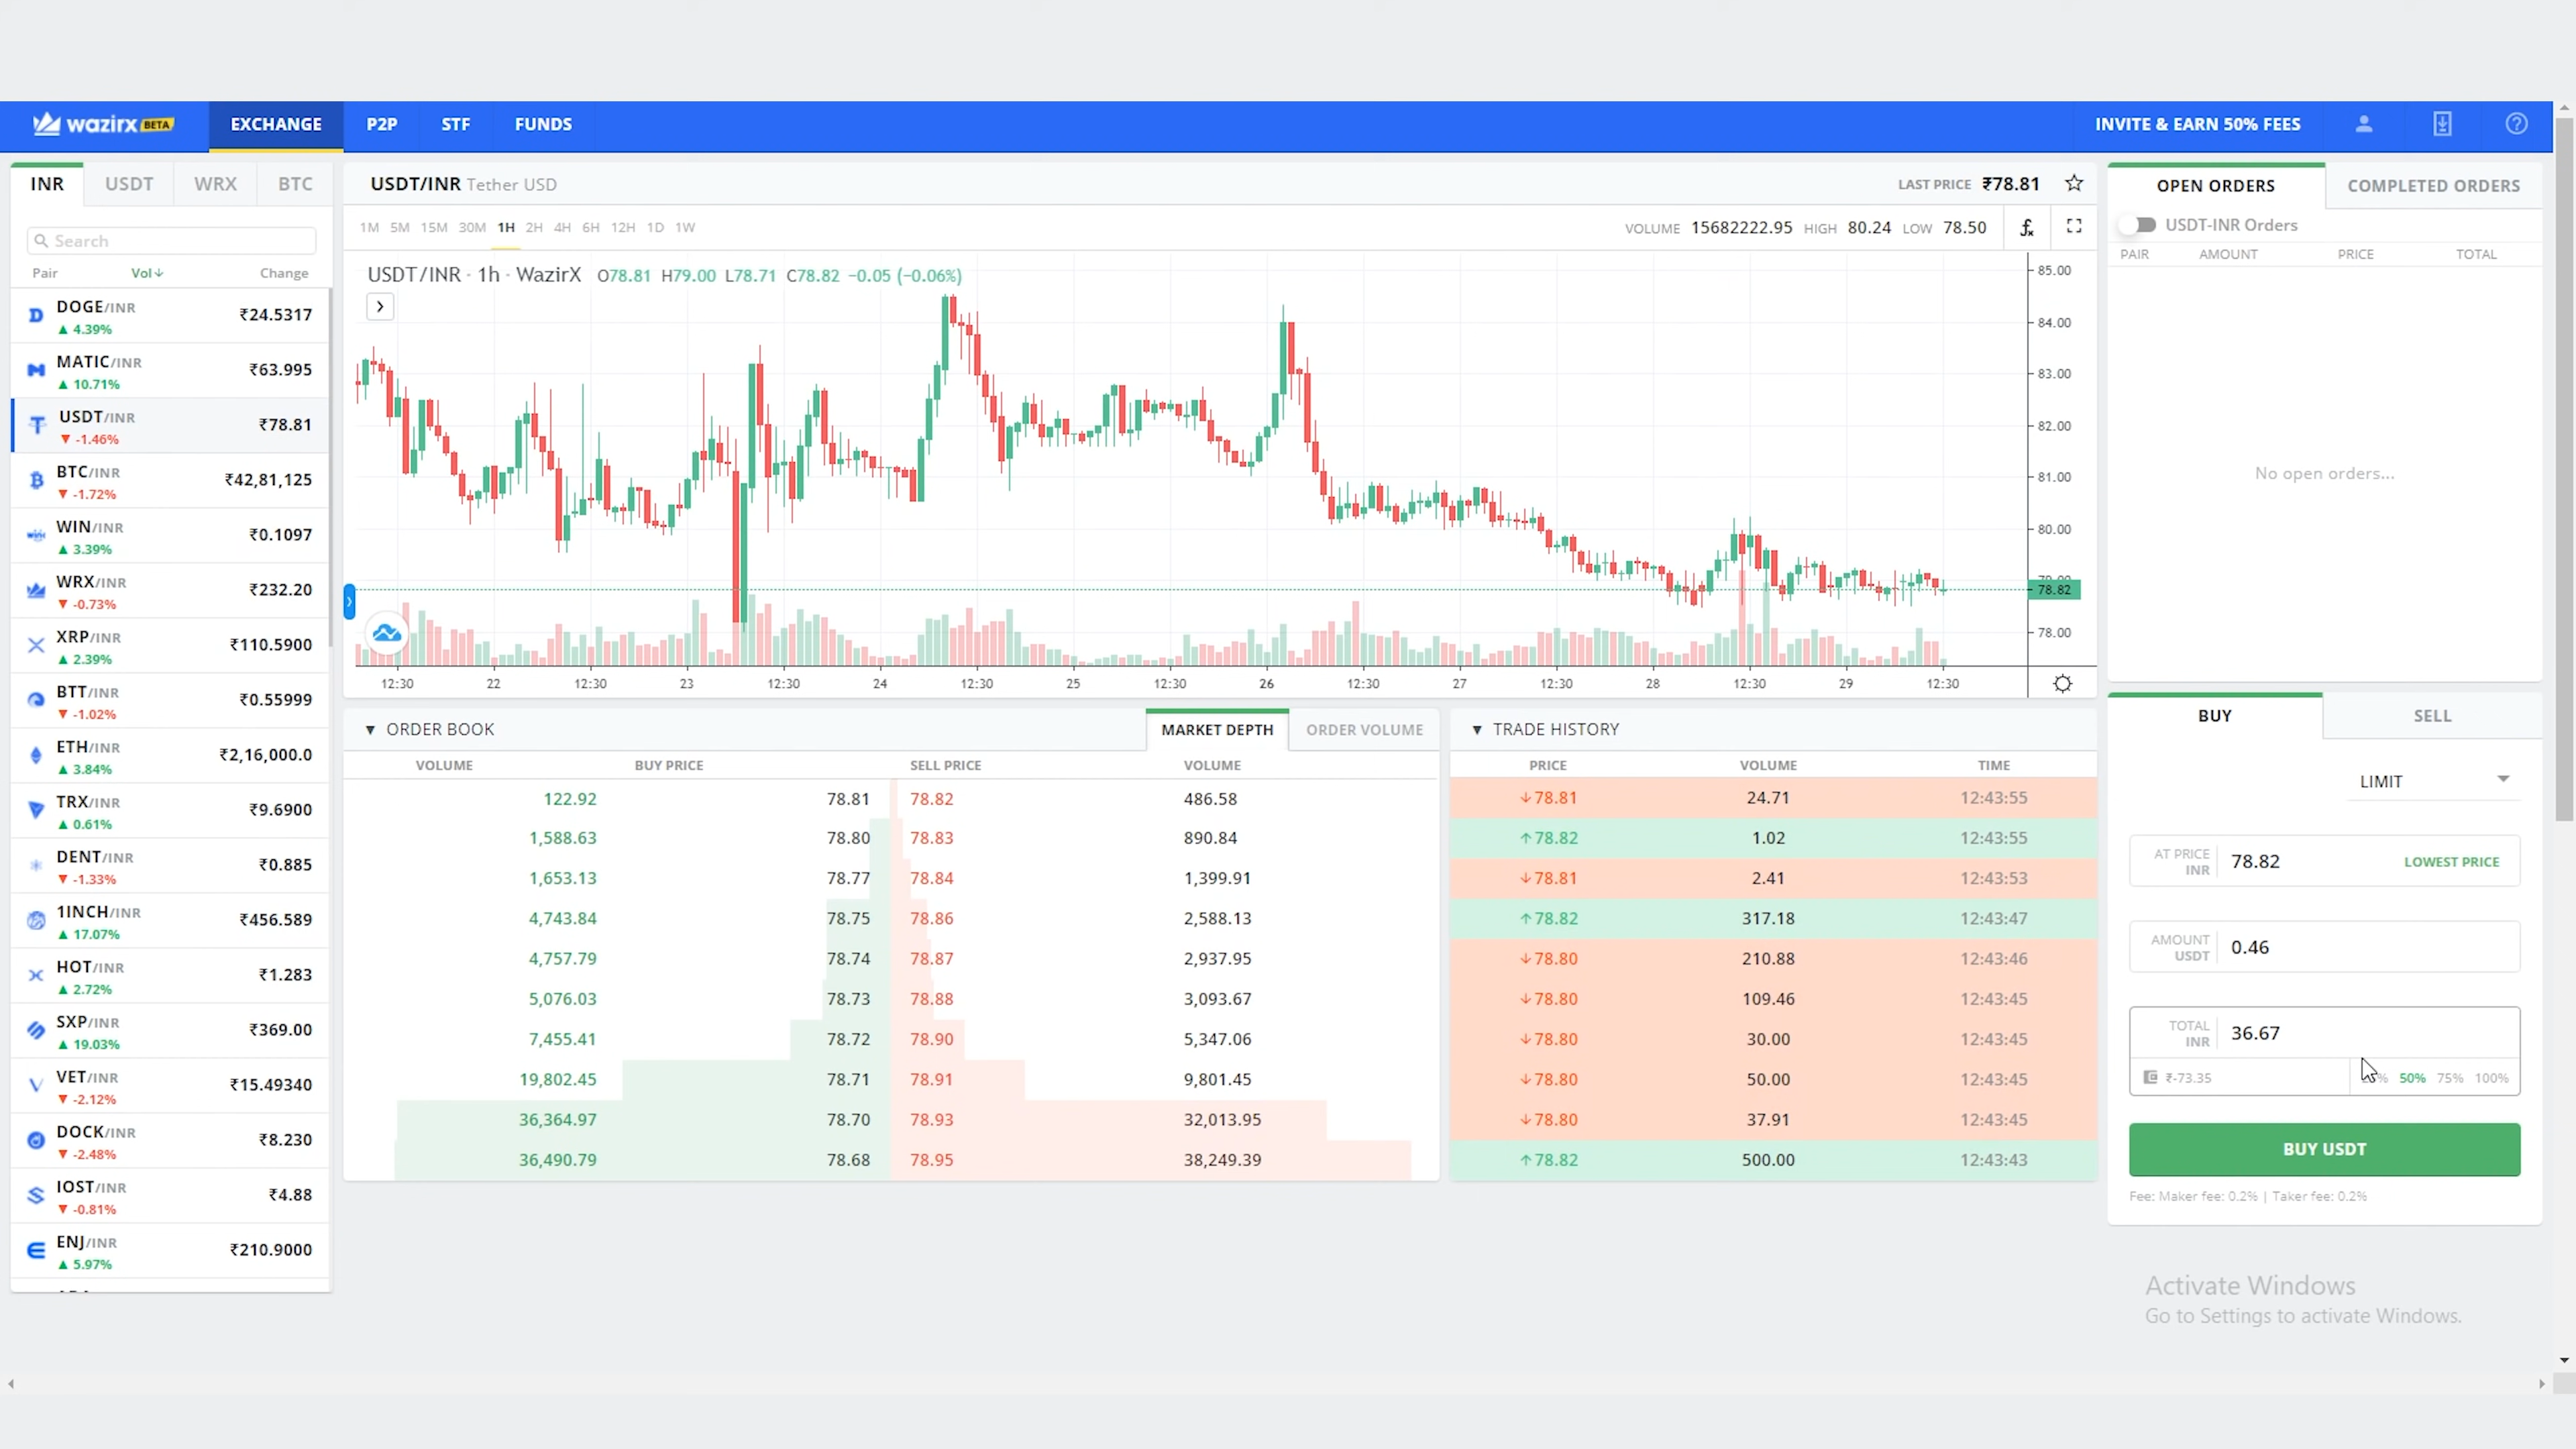 wazirx BETA EXCHANGE P2P STF FUNDS INVITE & EARN 50% FEES
INR USDT WRX BTC
Search
Pair Vol↓ Change
DOGE/INR ₹24.5317
▲ 4.39%
MATIC/INR ₹63.995
▲ 10.71%
USDT/INR ₹78.81
▼ -1.46%
BTC/INR ₹42,81,125
▼ -1.72%
WIN/INR ₹0.1097
▲ 3.39%
WRX/INR ₹232.20
▼ -0.73%
XRP/INR ₹110.5900
▲ 2.39%
BTT/INR ₹0.55999
▼ -1.02%
ETH/INR ₹2,16,000.0
▲ 3.84%
TRX/INR ₹9.6900
▲ 0.61%
DENT/INR ₹0.885
▼ -1.33%
1INCH/INR ₹456.589
▲ 17.07%
HOT/INR ₹1.283
▲ 2.72%
SXP/INR ₹369.00
▲ 19.03%
VET/INR ₹15.49340
▼ -2.12%
DOCK/INR ₹8.230
▼ -2.48%
IOST/INR ₹4.88
▼ -0.81%
ENJ/INR ₹210.9000
▲ 5.97%
USDT/INR Tether USD LAST PRICE ₹78.81
1M 5M 15M 30M 1H 2H 4H 6H 12H 1D 1W VOLUME 15682222.95 HIGH 80.24 LOW 78.50
USDT/INR · 1h · WazirX O78.81 H79.00 L78.71 C78.82 −0.05 (−0.06%)
85.00
84.00
83.00
82.00
81.00
80.00
78.82
78.00
12:30 22 12:30 23 12:30 24 12:30 25 12:30 26 12:30 27 12:30 28 12:30 29 12:30
▼ ORDER BOOK MARKET DEPTH ORDER VOLUME
VOLUME BUY PRICE SELL PRICE VOLUME
122.92 78.81 78.82 486.58
1,588.63 78.80 78.83 890.84
1,653.13 78.77 78.84 1,399.91
4,743.84 78.75 78.86 2,588.13
4,757.79 78.74 78.87 2,937.95
5,076.03 78.73 78.88 3,093.67
7,455.41 78.72 78.90 5,347.06
19,802.45 78.71 78.91 9,801.45
36,364.97 78.70 78.93 32,013.95
36,490.79 78.68 78.95 38,249.39
▼ TRADE HISTORY
PRICE VOLUME TIME
↓78.81 24.71 12:43:55
↑78.82 1.02 12:43:55
↓78.81 2.41 12:43:53
↑78.82 317.18 12:43:47
↓78.80 210.88 12:43:46
↓78.80 109.46 12:43:45
↓78.80 30.00 12:43:45
↓78.80 50.00 12:43:45
↓78.80 37.91 12:43:45
↑78.82 500.00 12:43:43
OPEN ORDERS COMPLETED ORDERS
USDT-INR Orders
PAIR AMOUNT PRICE TOTAL
No open orders...
BUY SELL
LIMIT
AT PRICE INR 78.82 LOWEST PRICE
AMOUNT USDT 0.46
TOTAL INR 36.67
₹-73.35 50% 75% 100%
BUY USDT
Fee: Maker fee: 0.2% | Taker fee: 0.2%
Activate Windows
Go to Settings to activate Windows.